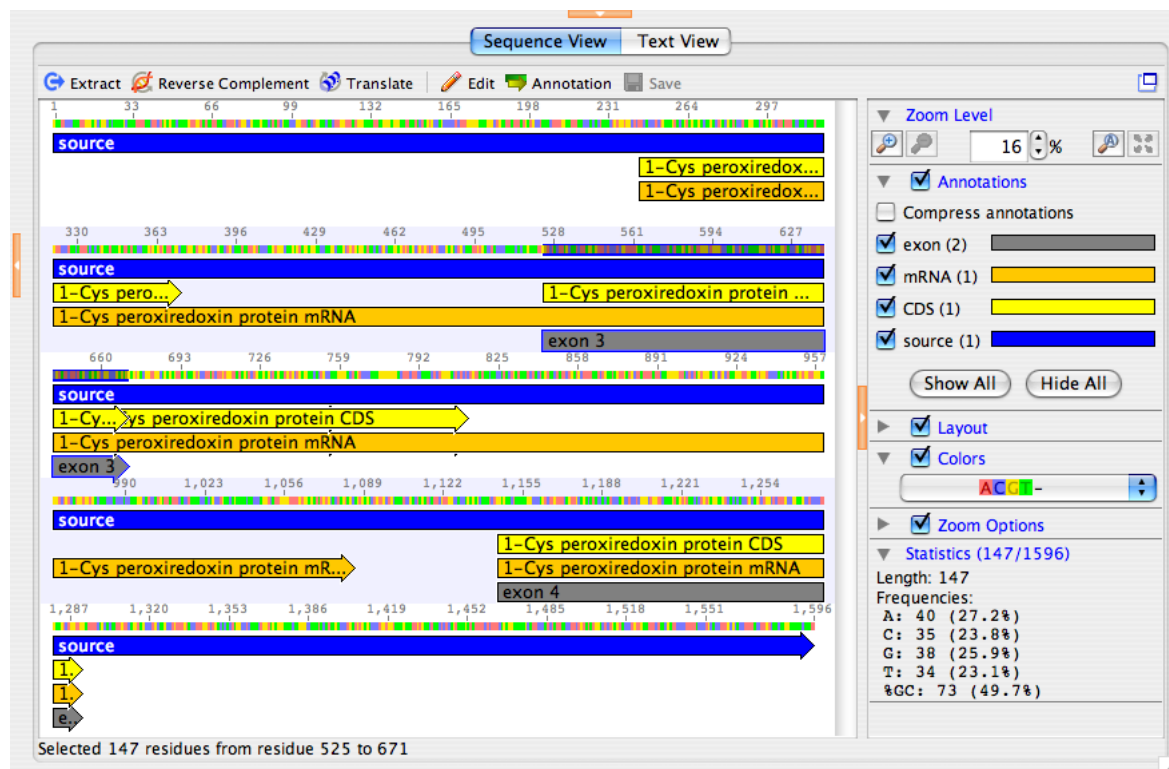 Sequence View Text View
Extract Reverse Complement Translate Edit Annotation Save
1 33 66 99 132 165 198 231 264 297
source
1-Cys peroxiredox...
1-Cys peroxiredox...
330 363 396 429 462 495 528 561 594 627
source
1-Cys pero... 1-Cys peroxiredoxin protein ...
1-Cys peroxiredoxin protein mRNA
exon 3
660 693 726 759 792 825 858 891 924 957
source
1-Cy... ys peroxiredoxin protein CDS
1-Cys peroxiredoxin protein mRNA
exon 3
990 1,023 1,056 1,089 1,122 1,155 1,188 1,221 1,254
source
1-Cys peroxiredoxin protein CDS
1-Cys peroxiredoxin protein mR... 1-Cys peroxiredoxin protein mRNA
exon 4
1,287 1,320 1,353 1,386 1,419 1,452 1,485 1,518 1,551 1,596
source
1.
1.
e..
Selected 147 residues from residue 525 to 671
Zoom Level
16 %
Annotations
Compress annotations
exon (2)
mRNA (1)
CDS (1)
source (1)
Show All Hide All
Layout
Colors
ACGT-
Zoom Options
Statistics (147/1596)
Length: 147
Frequencies:
A: 40 (27.2%)
C: 35 (23.8%)
G: 38 (25.9%)
T: 34 (23.1%)
%GC: 73 (49.7%)